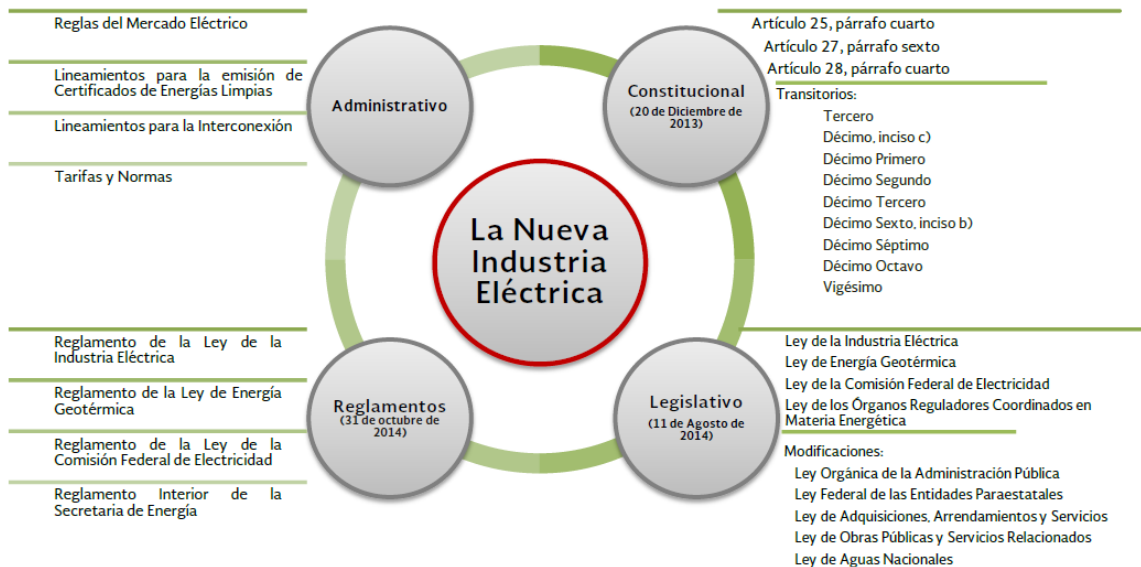 La Nueva
Industria
Eléctrica
Administrativo
Reglas del Mercado Eléctrico
Lineamientos para la emisión de
Certificados de Energías Limpias
Lineamientos para la Interconexión
Tarifas y Normas
Constitucional
(20 de Diciembre de
2013)
Artículo 25, párrafo cuarto
Artículo 27, párrafo sexto
Artículo 28, párrafo cuarto
Transitorios:
Tercero
Décimo, inciso c)
Décimo Primero
Décimo Segundo
Décimo Tercero
Décimo Sexto, inciso b)
Décimo Séptimo
Décimo Octavo
Vigésimo
Reglamentos
(31 de octubre de
2014)
Reglamento de la Ley de la
Industria Eléctrica
Reglamento de la Ley de Energía
Geotérmica
Reglamento de la Ley de la
Comisión Federal de Electricidad
Reglamento Interior de la
Secretaria de Energía
Legislativo
(11 de Agosto de
2014)
Ley de la Industria Eléctrica
Ley de Energía Geotérmica
Ley de la Comisión Federal de Electricidad
Ley de los Órganos Reguladores Coordinados en
Materia Energética
Modificaciones:
Ley Orgánica de la Administración Pública
Ley Federal de las Entidades Paraestatales
Ley de Adquisiciones, Arrendamientos y Servicios
Ley de Obras Públicas y Servicios Relacionados
Ley de Aguas Nacionales